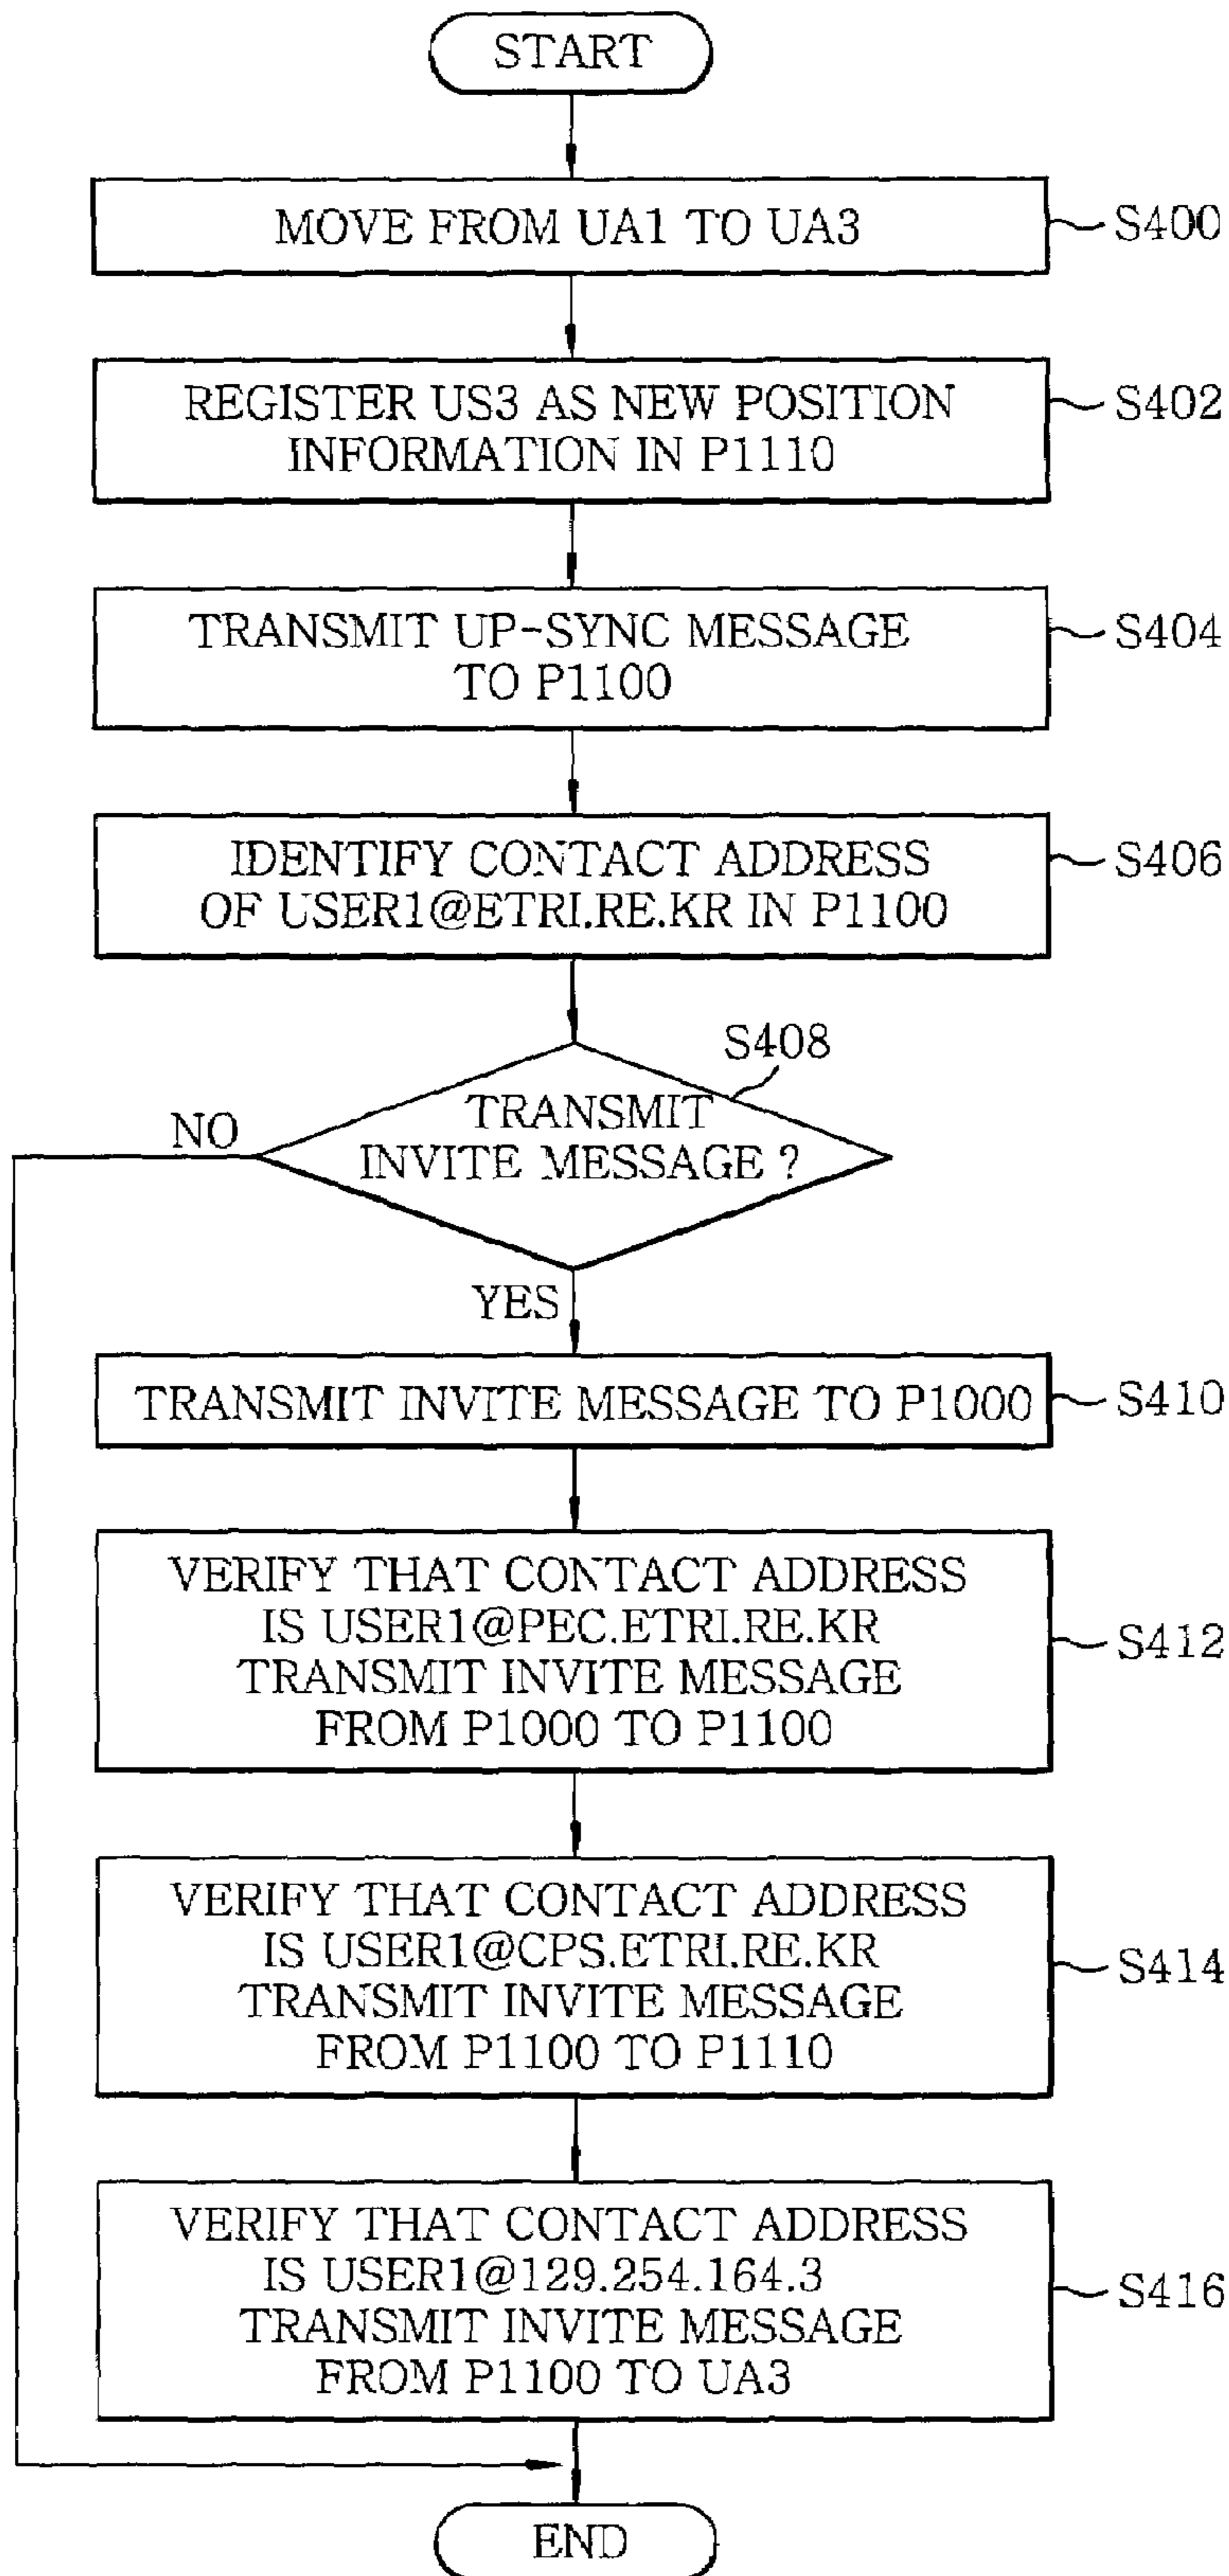 START
MOVE FROM UA1 TO UA3
S400
REGISTER US3 AS NEW POSITION
INFORMATION IN P1110
S402
TRANSMIT UP-SYNC MESSAGE
TO P1100
S404
IDENTIFY CONTACT ADDRESS
OF USER1@ETRI.RE.KR IN P1100
S406
S408
TRANSMIT
INVITE MESSAGE ?
NO
YES
TRANSMIT INVITE MESSAGE TO P1000
S410
VERIFY THAT CONTACT ADDRESS
IS USER1@PEC.ETRI.RE.KR
TRANSMIT INVITE MESSAGE
FROM P1000 TO P1100
S412
VERIFY THAT CONTACT ADDRESS
IS USER1@CPS.ETRI.RE.KR
TRANSMIT INVITE MESSAGE
FROM P1100 TO P1110
S414
VERIFY THAT CONTACT ADDRESS
IS USER1@129.254.164.3
TRANSMIT INVITE MESSAGE
FROM P1100 TO UA3
S416
END